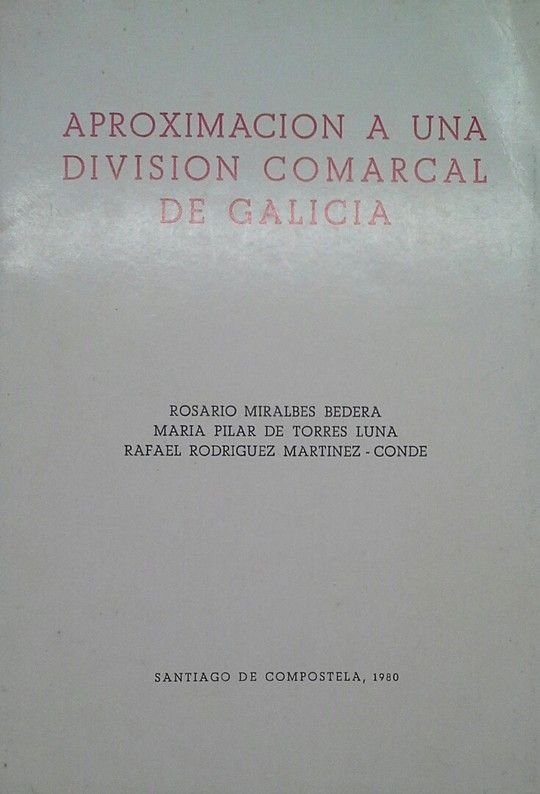 APROXIMACION A UNA
DIVISION COMARCAL
DE GALICIA
ROSARIO MIRALBES BEDERA
MARIA PILAR DE TORRES LUNA
RAFAEL RODRIGUEZ MARTINEZ - CONDE
SANTIAGO DE COMPOSTELA, 1980